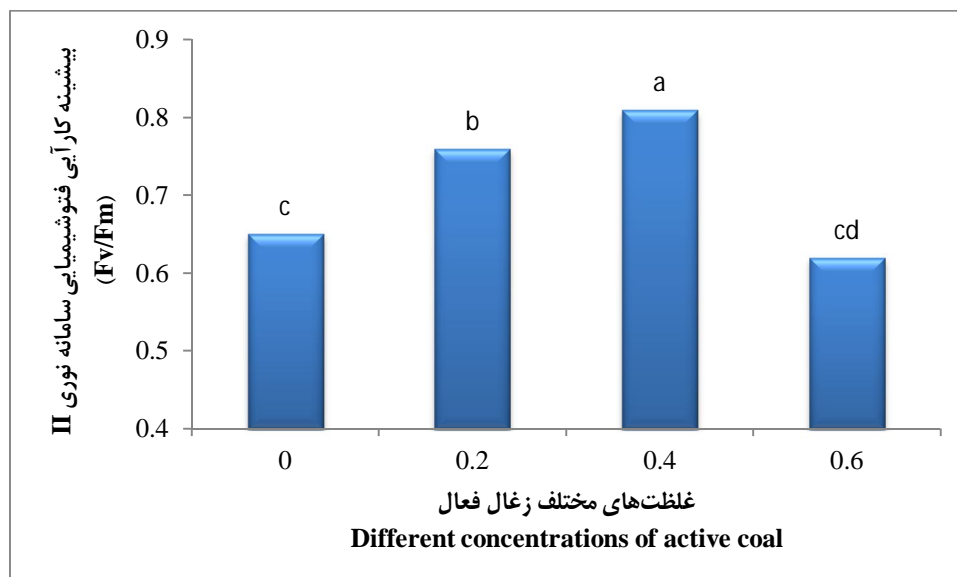 بیشینه کارآیی فتوشیمیایی سامانه نوری II
(Fv/Fm)
0.9
0.8
0.7
0.6
0.5
0.4
c
b
a
cd
0 0.2 0.4 0.6
غلظت‌های مختلف زغال فعال
Different concentrations of active coal